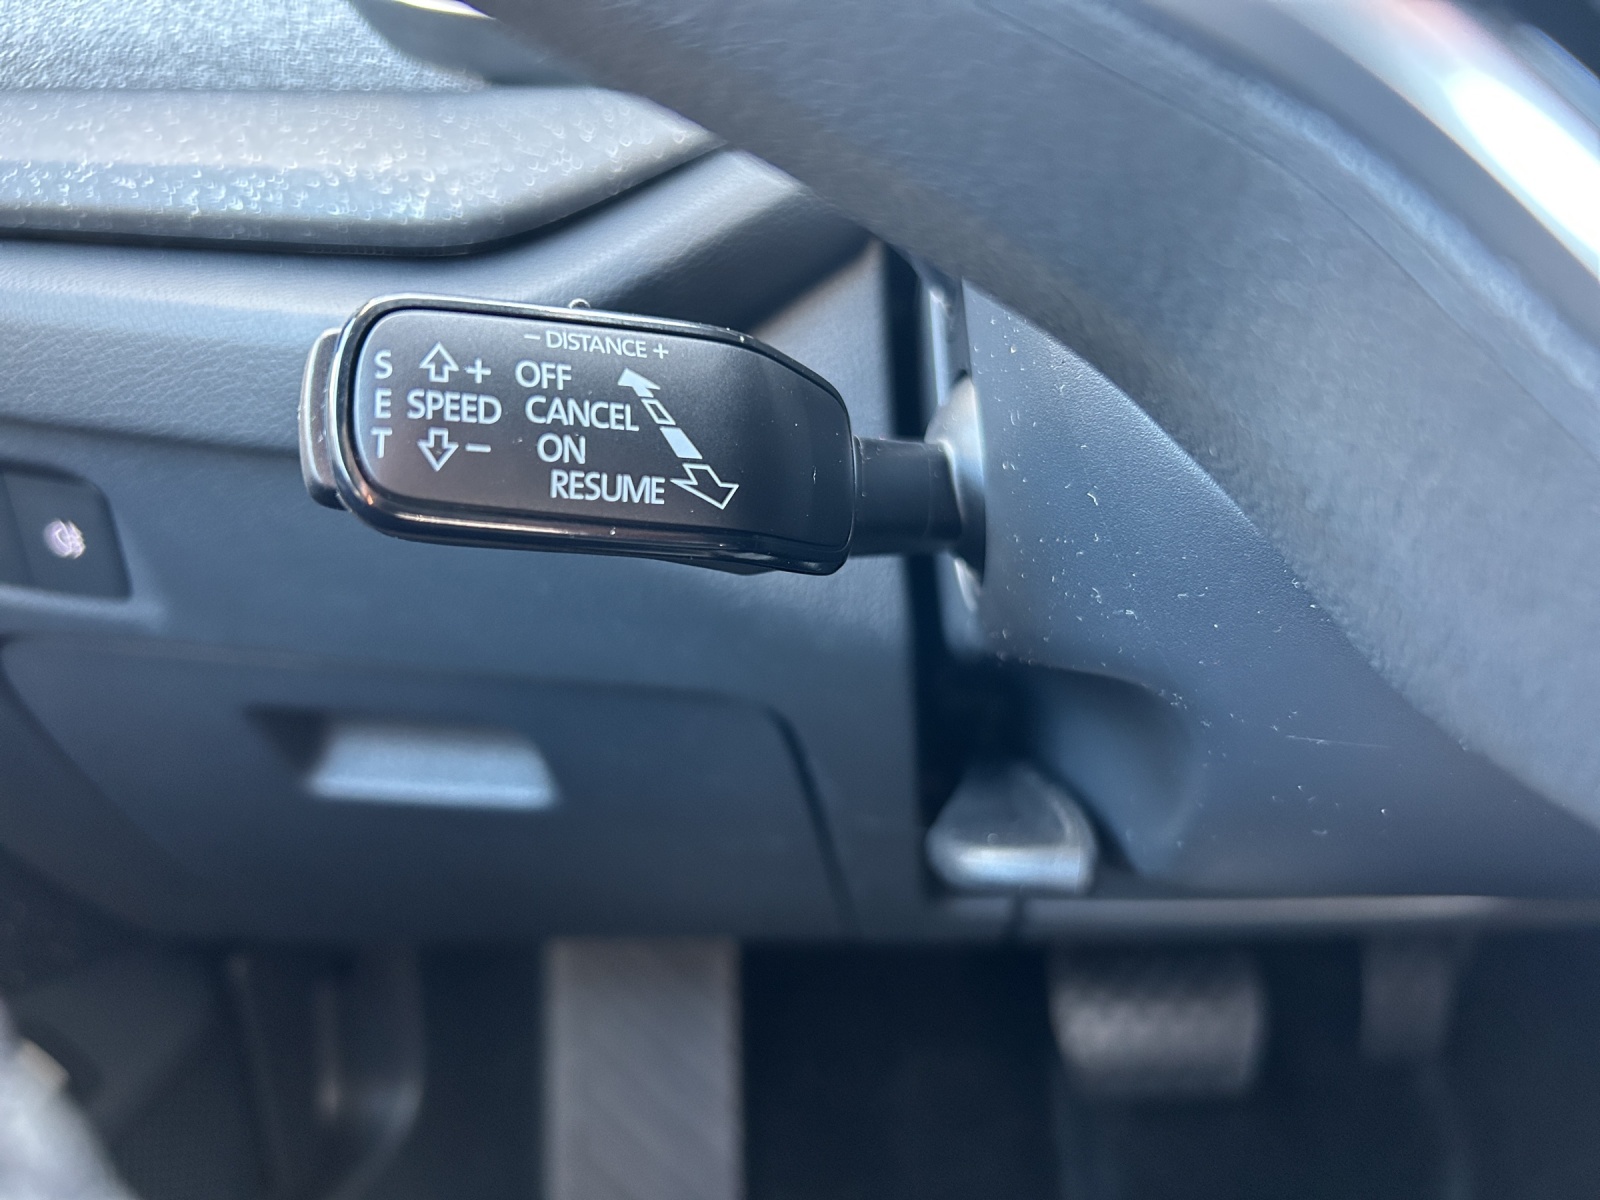 − DISTANCE +
S + OFF
E SPEED CANCEL
T − ON
RESUME